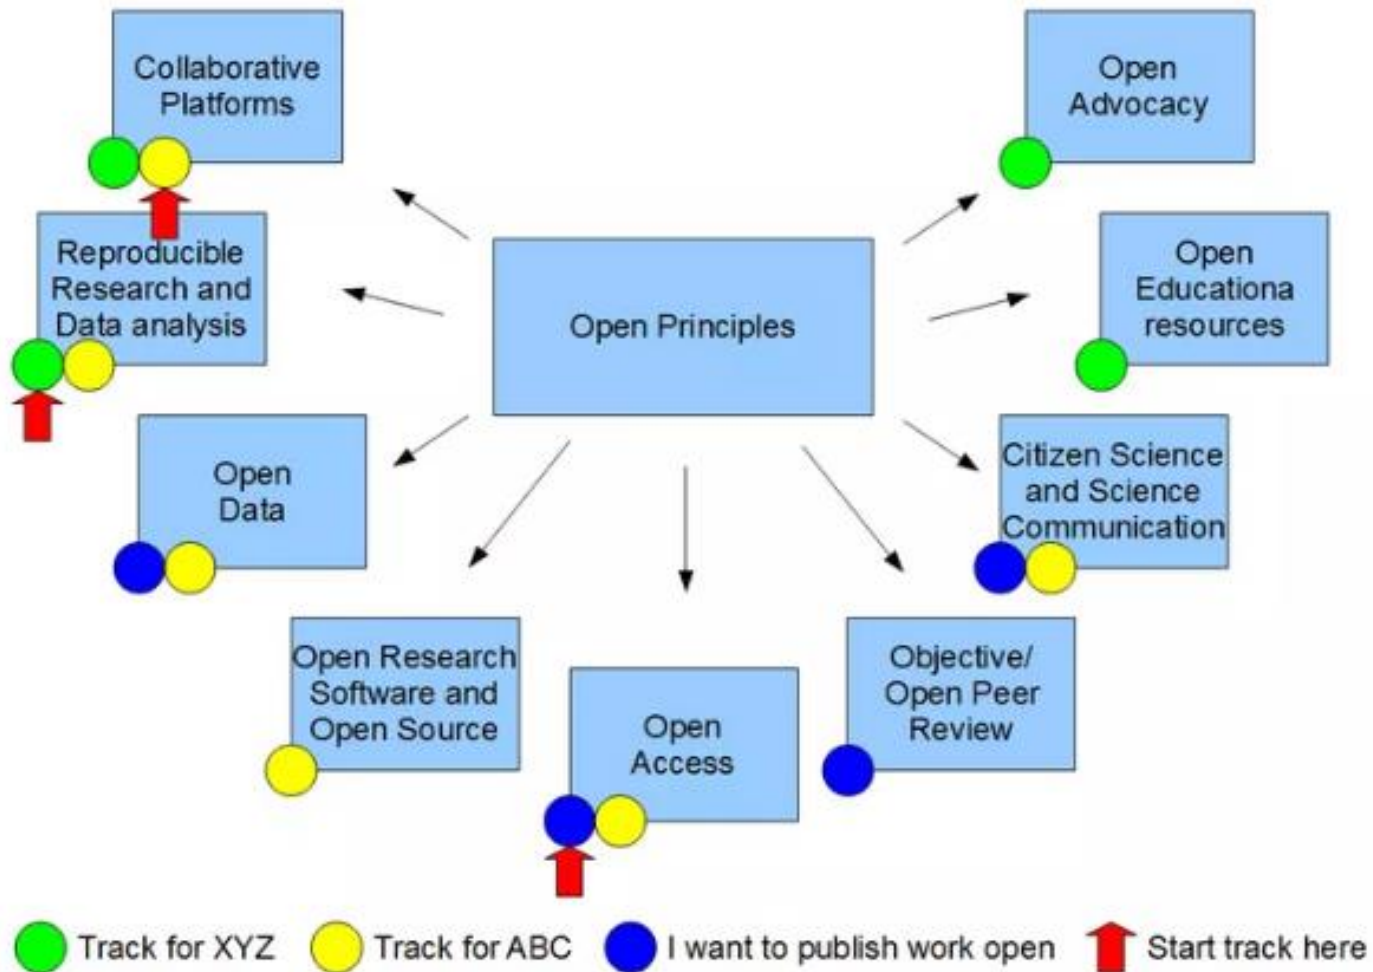 Collaborative
Platforms
Open
Advocacy
Reproducible
Research and
Data analysis
Open Principles
Open
Educationa
resources
Open
Data
Citizen Science
and Science
Communication
Open Research
Software and
Open Source
Open
Access
Objective/
Open Peer
Review
Track for XYZ
Track for ABC
I want to publish work open
Start track here